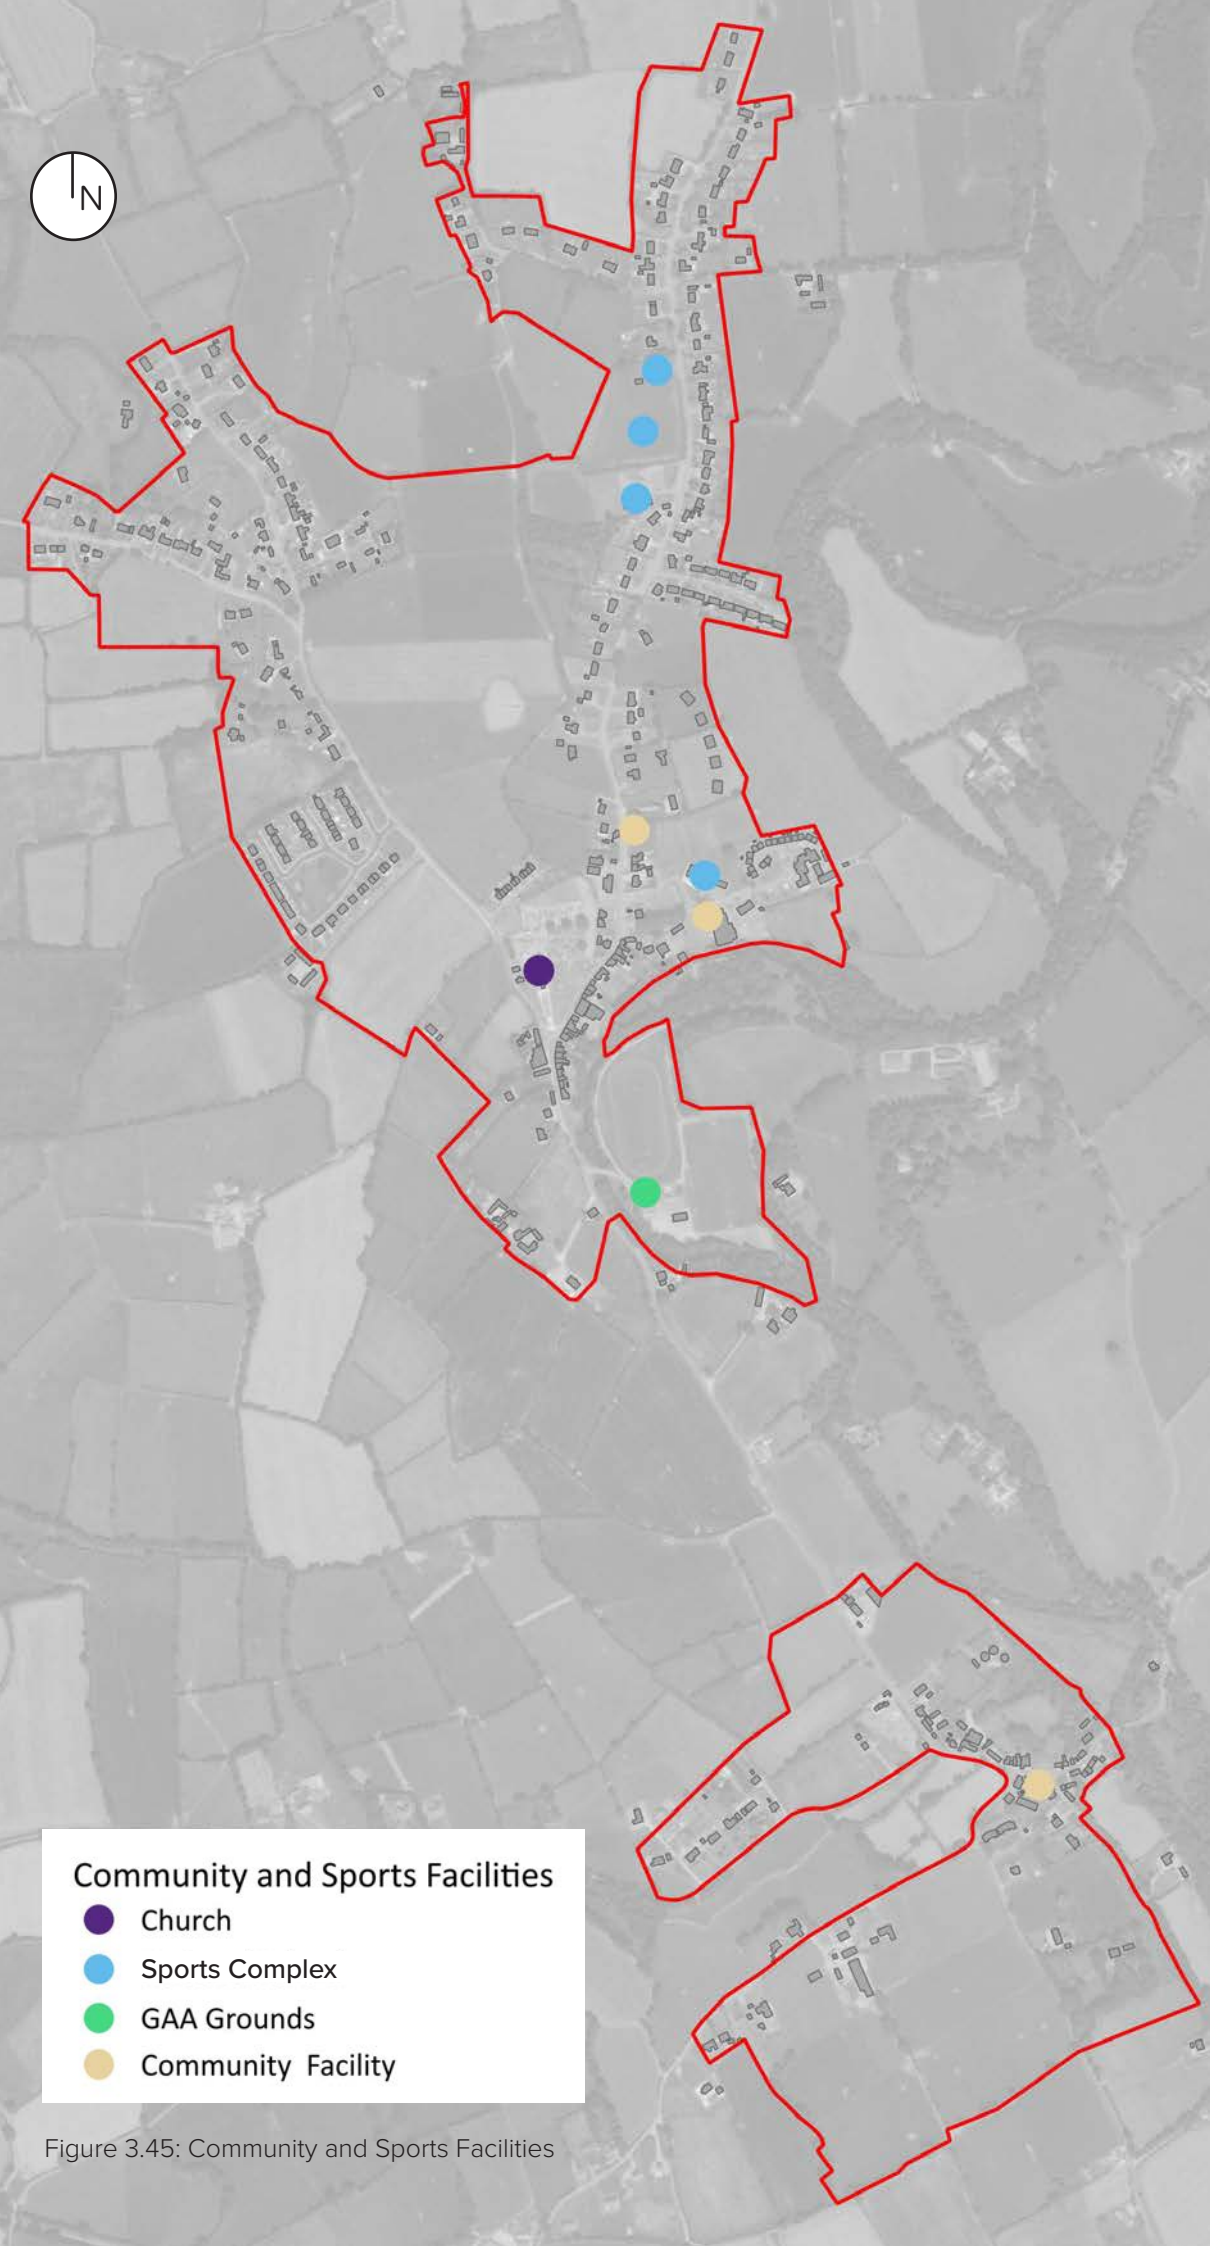 N
Community and Sports Facilities
Church
Sports Complex
GAA Grounds
Community Facility
Figure 3.45: Community and Sports Facilities